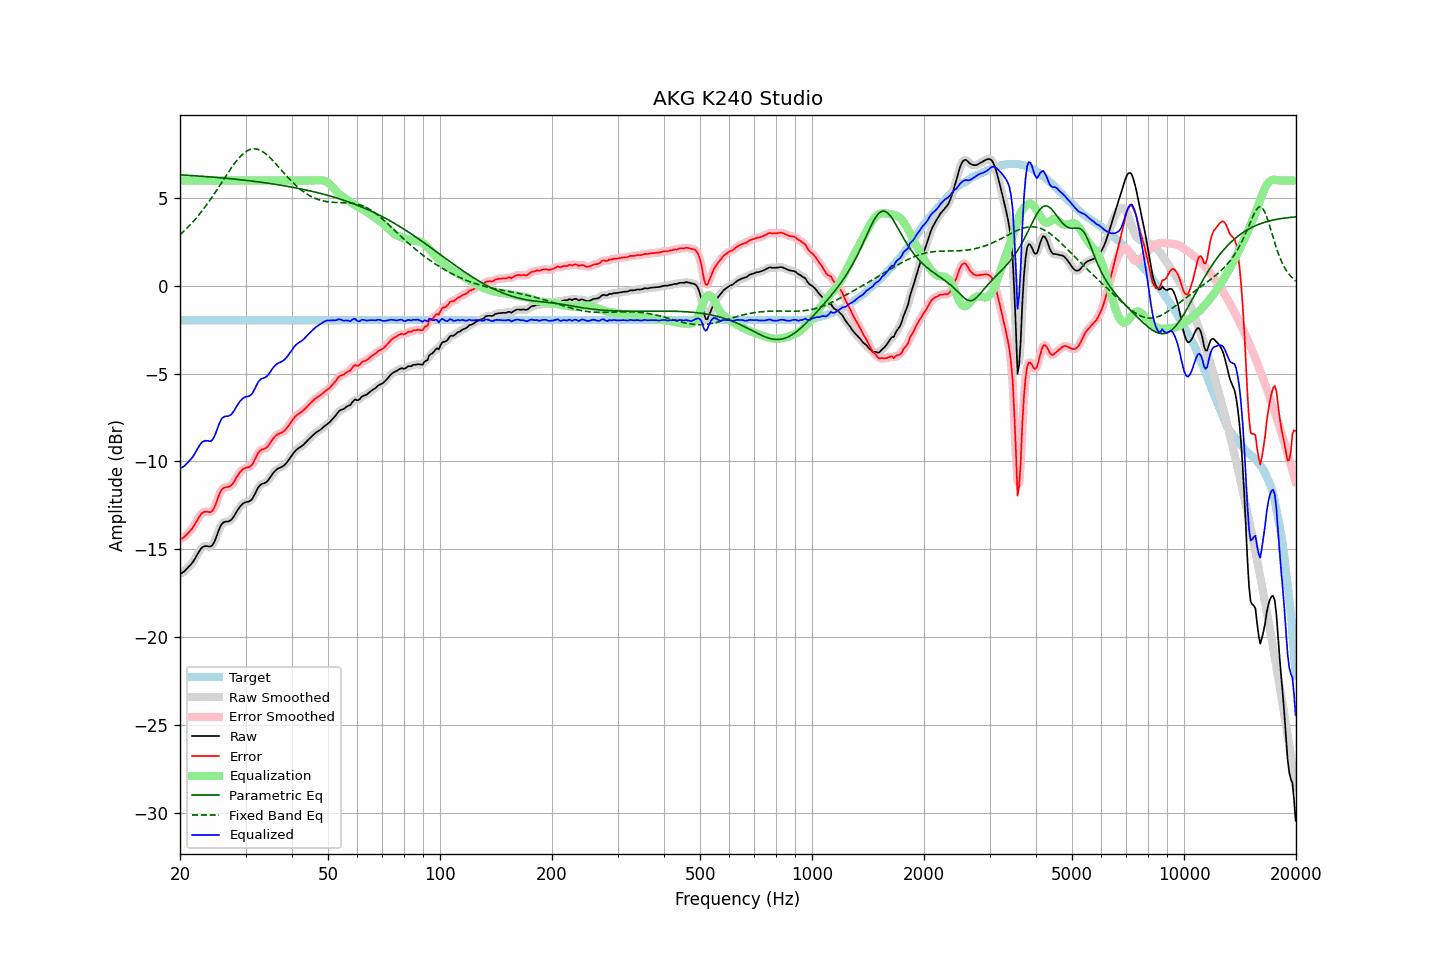 AKG K240 Studio
Amplitude (dBr)
5
0
−5
−10
−15
−20
−25
−30
Target
Raw Smoothed
Error Smoothed
Raw
Error
Equalization
Parametric Eq
Fixed Band Eq
Equalized
20 50 100 200 500 1000 2000 5000 10000 20000
Frequency (Hz)